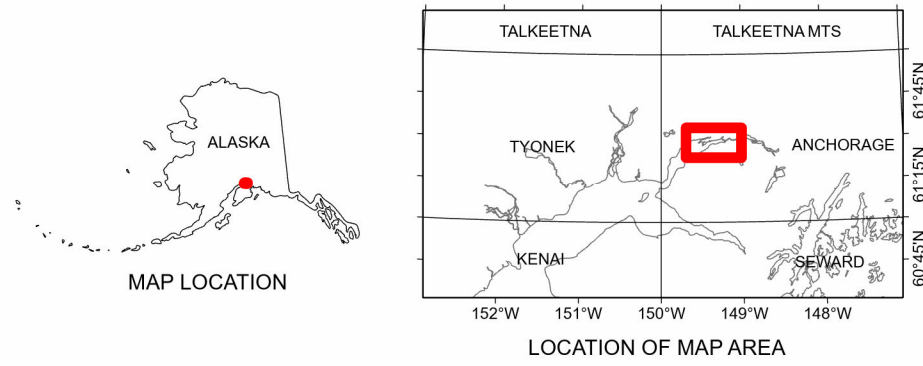 ALASKA
MAP LOCATION
TALKEETNA
TALKEETNA MTS
TYONEK
ANCHORAGE
KENAI
SEWARD
61°45'N
61°15'N
60°45'N
152°W
151°W
150°W
149°W
148°W
LOCATION OF MAP AREA